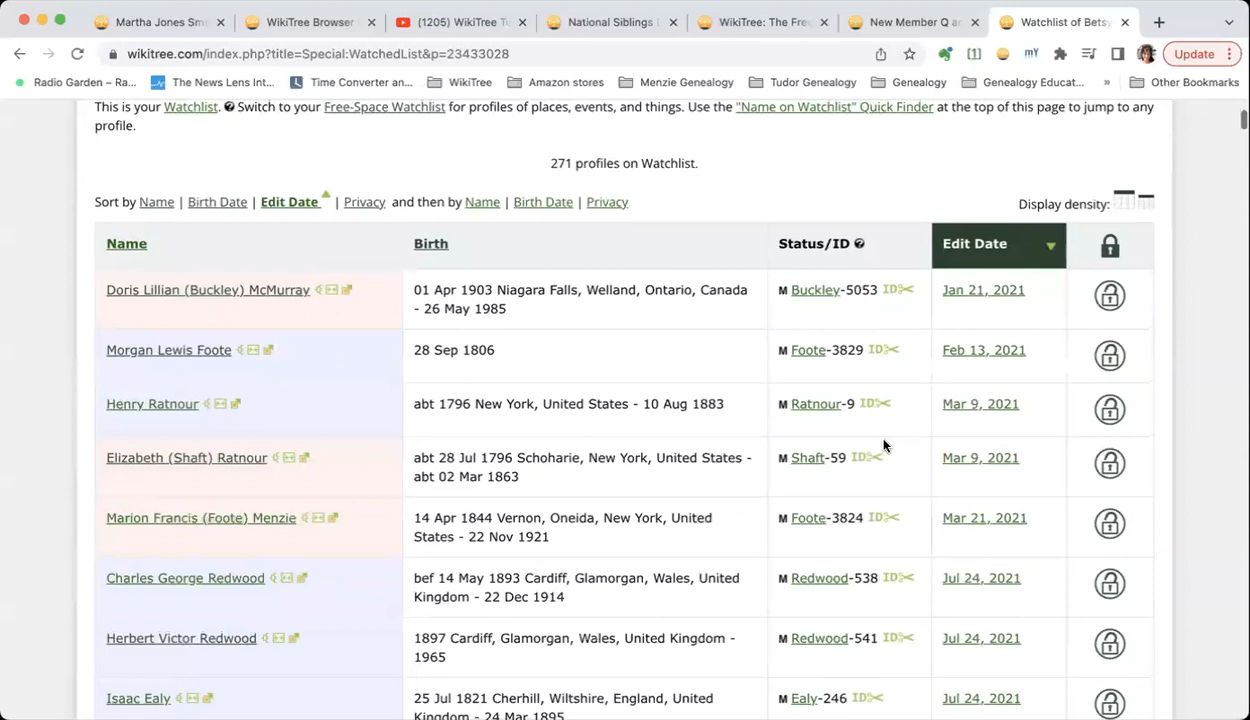 Martha Jones Sm
WikiTree Browser
(1205) WikiTree T
National Siblings
WikiTree: The Fre
New Member Q a
Watchlist of Betsy
wikitree.com/index.php?title=Special:WatchedList&p=23433028
Update
Radio Garden – Ra...
The News Lens Int...
Time Converter an...
WikiTree
Amazon stores
Menzie Genealogy
Tudor Genealogy
Genealogy
Genealogy Educat...
»
Other Bookmarks
This is your Watchlist. Switch to your Free-Space Watchlist for profiles of places, events, and things. Use the "Name on Watchlist" Quick Finder at the top of this page to jump to any
profile.
271 profiles on Watchlist.
Sort by Name | Birth Date | Edit Date | Privacy and then by Name | Birth Date | Privacy
Display density:
Name Birth Status/ID Edit Date
Doris Lillian (Buckley) McMurray 01 Apr 1903 Niagara Falls, Welland, Ontario, Canada M Buckley-5053 ID Jan 21, 2021
- 26 May 1985
Morgan Lewis Foote 28 Sep 1806 M Foote-3829 ID Feb 13, 2021
Henry Ratnour abt 1796 New York, United States - 10 Aug 1883 M Ratnour-9 ID Mar 9, 2021
Elizabeth (Shaft) Ratnour abt 28 Jul 1796 Schoharie, New York, United States - M Shaft-59 ID Mar 9, 2021
abt 02 Mar 1863
Marion Francis (Foote) Menzie 14 Apr 1844 Vernon, Oneida, New York, United M Foote-3824 ID Mar 21, 2021
States - 22 Nov 1921
Charles George Redwood bef 14 May 1893 Cardiff, Glamorgan, Wales, United M Redwood-538 ID Jul 24, 2021
Kingdom - 22 Dec 1914
Herbert Victor Redwood 1897 Cardiff, Glamorgan, Wales, United Kingdom - M Redwood-541 ID Jul 24, 2021
1965
Isaac Ealy 25 Jul 1821 Cherhill, Wiltshire, England, United M Ealy-246 ID Jul 24, 2021
Kingdom - 24 Mar 1895